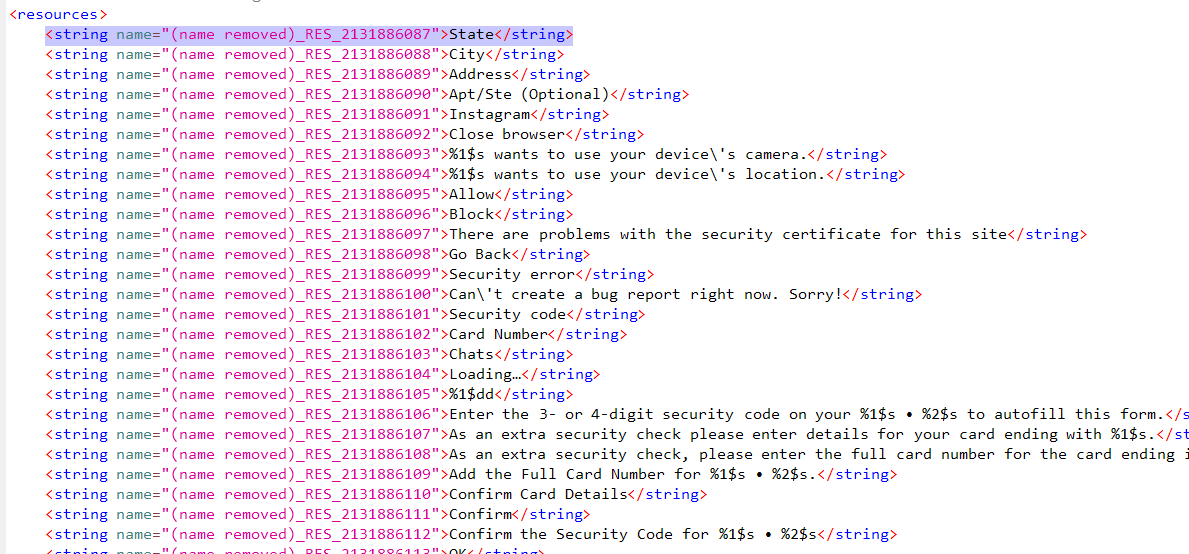 <resources>
<string name="(name removed)_RES_2131886087">State</string>
<string name="(name removed)_RES_2131886088">City</string>
<string name="(name removed)_RES_2131886089">Address</string>
<string name="(name removed)_RES_2131886090">Apt/Ste (Optional)</string>
<string name="(name removed)_RES_2131886091">Instagram</string>
<string name="(name removed)_RES_2131886092">Close browser</string>
<string name="(name removed)_RES_2131886093">%1$s wants to use your device\'s camera.</string>
<string name="(name removed)_RES_2131886094">%1$s wants to use your device\'s location.</string>
<string name="(name removed)_RES_2131886095">Allow</string>
<string name="(name removed)_RES_2131886096">Block</string>
<string name="(name removed)_RES_2131886097">There are problems with the security certificate for this site</string>
<string name="(name removed)_RES_2131886098">Go Back</string>
<string name="(name removed)_RES_2131886099">Security error</string>
<string name="(name removed)_RES_2131886100">Can\'t create a bug report right now. Sorry!</string>
<string name="(name removed)_RES_2131886101">Security code</string>
<string name="(name removed)_RES_2131886102">Card Number</string>
<string name="(name removed)_RES_2131886103">Chats</string>
<string name="(name removed)_RES_2131886104">Loading…</string>
<string name="(name removed)_RES_2131886105">%1$dd</string>
<string name="(name removed)_RES_2131886106">Enter the 3- or 4-digit security code on your %1$s • %2$s to autofill this form.</s
<string name="(name removed)_RES_2131886107">As an extra security check please enter details for your card ending with %1$s.</st
<string name="(name removed)_RES_2131886108">As an extra security check, please enter the full card number for the card ending i
<string name="(name removed)_RES_2131886109">Add the Full Card Number for %1$s • %2$s.</string>
<string name="(name removed)_RES_2131886110">Confirm Card Details</string>
<string name="(name removed)_RES_2131886111">Confirm</string>
<string name="(name removed)_RES_2131886112">Confirm the Security Code for %1$s • %2$s</string>
<string name="(name removed)_RES_2131886113">OK</string>